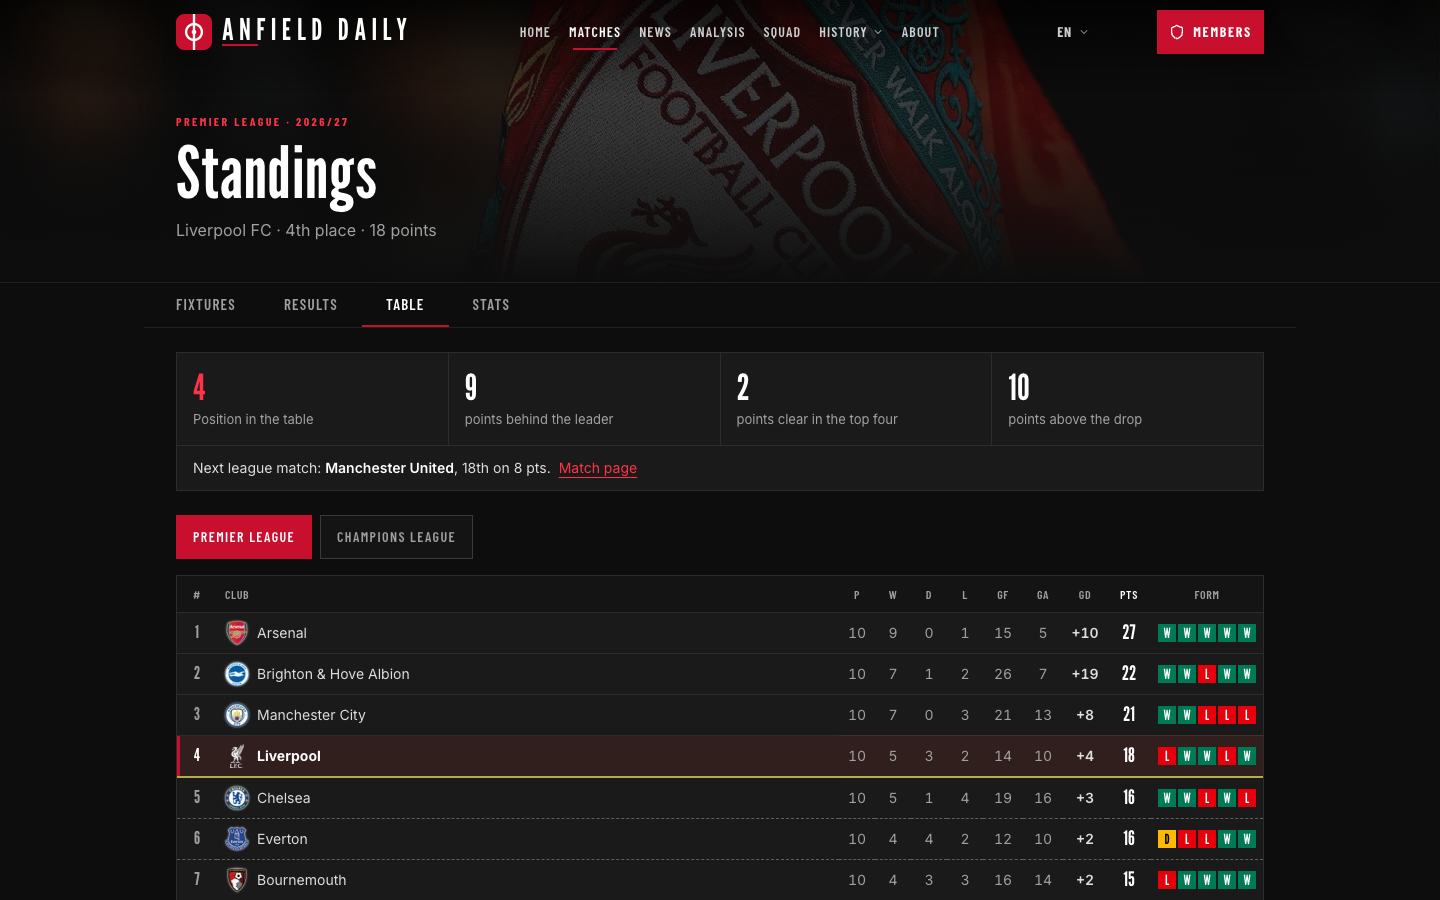 ANFIELD DAILY
HOME MATCHES NEWS ANALYSIS SQUAD HISTORY ABOUT EN MEMBERS
LIVERPOOL
FOOTBALL CLUB
WALK ALONE
PREMIER LEAGUE · 2026/27
Standings
Liverpool FC · 4th place · 18 points
FIXTURES RESULTS TABLE STATS
4 9 2 10
Position in the table points behind the leader points clear in the top four points above the drop
Next league match: Manchester United, 18th on 8 pts. Match page
PREMIER LEAGUE CHAMPIONS LEAGUE
# CLUB P W D L GF GA GD PTS FORM
1 Arsenal 10 9 0 1 15 5 +10 27 W W W W W
2 Brighton & Hove Albion 10 7 1 2 26 7 +19 22 W W L W W
3 Manchester City 10 7 0 3 21 13 +8 21 W W L L L
4 Liverpool 10 5 3 2 14 10 +4 18 L W W L W
5 Chelsea 10 5 1 4 19 16 +3 16 W W L W L
6 Everton 10 4 4 2 12 10 +2 16 D L L W W
7 Bournemouth 10 4 3 3 16 14 +2 15 L W W W W